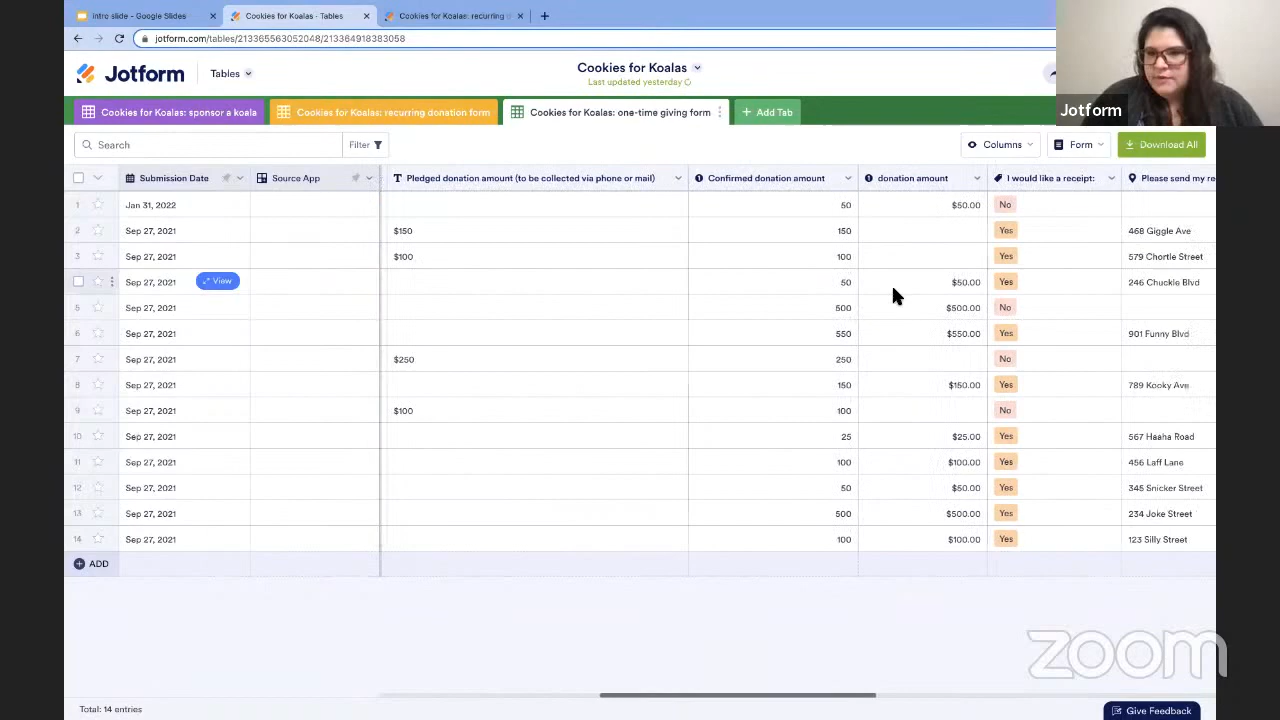 intro slide - Google Slides × Cookies for Koalas - Tables × Cookies for Koalas: recurring d ×
jotform.com/tables/213365563052048/213364918383058
Jotform Tables
Cookies for Koalas
Last updated yesterday
Jotform
Cookies for Koalas: sponsor a koala Cookies for Koalas: recurring donation form Cookies for Koalas: one-time giving form + Add Tab
Search Filter Columns Form Download All
Submission Date Source App Pledged donation amount (to be collected via phone or mail) Confirmed donation amount donation amount I would like a receipt: Please send my re
1 Jan 31, 2022 50 $50.00 No
2 Sep 27, 2021 $150 150 Yes 468 Giggle Ave
3 Sep 27, 2021 $100 100 Yes 579 Chortle Street
Sep 27, 2021 View 50 $50.00 Yes 246 Chuckle Blvd
5 Sep 27, 2021 500 $500.00 No
6 Sep 27, 2021 550 $550.00 Yes 901 Funny Blvd
7 Sep 27, 2021 $250 250 No
8 Sep 27, 2021 150 $150.00 Yes 789 Kooky Ave
9 Sep 27, 2021 $100 100 No
10 Sep 27, 2021 25 $25.00 Yes 567 Haaha Road
11 Sep 27, 2021 100 $100.00 Yes 456 Laff Lane
12 Sep 27, 2021 50 $50.00 Yes 345 Snicker Street
13 Sep 27, 2021 500 $500.00 Yes 234 Joke Street
14 Sep 27, 2021 100 $100.00 Yes 123 Silly Street
ADD
zoom
Total: 14 entries
Give Feedback